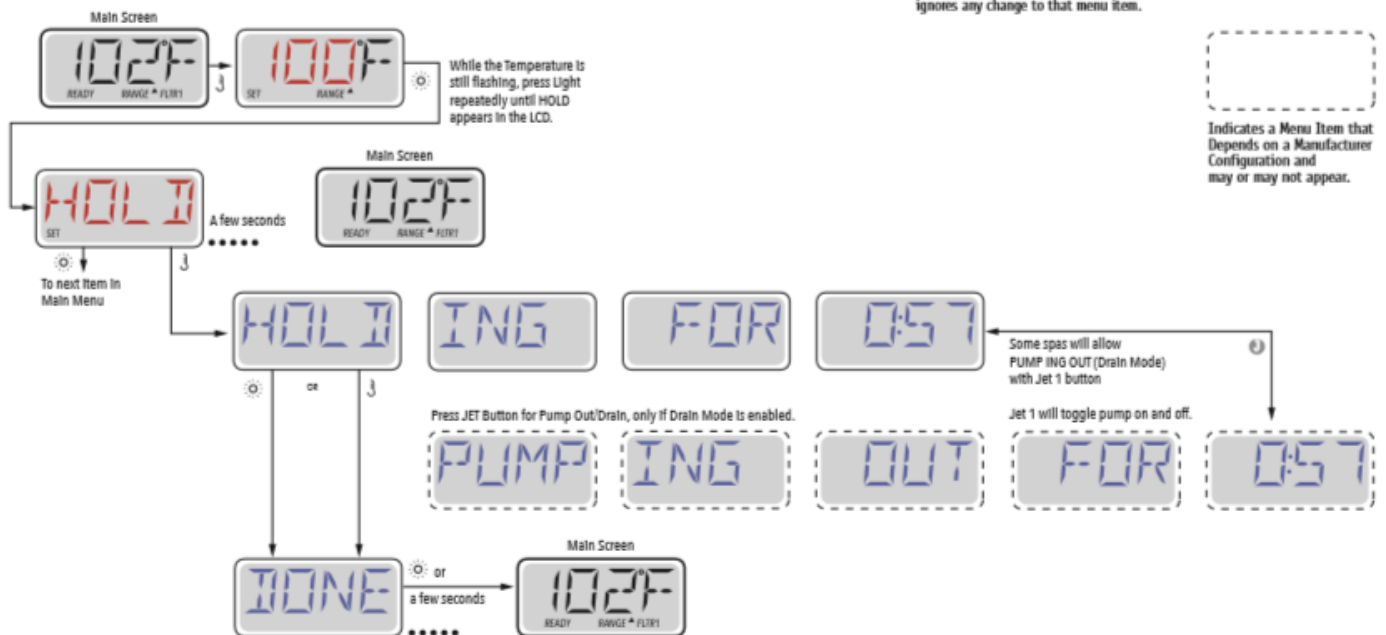 ignores any change to that menu item.
Main Screen
102°F
READY RANGE FLTR1
100°F
SET RANGE
While the Temperature is
still flashing, press Light
repeatedly until HOLD
appears in the LCD.
Indicates a Menu Item that
Depends on a Manufacturer
Configuration and
may or may not appear.
HOLD
SET
A few seconds
Main Screen
102°F
READY RANGE FLTR1
To next item in
Main Menu
HOLD ING FOR 0:57
Some spas will allow
PUMP ING OUT (Drain Mode)
with Jet 1 button
OR
Press JET Button for Pump Out/Drain, only if Drain Mode is enabled.
Jet 1 will toggle pump on and off.
PUMP ING OUT FOR 0:57
DONE
or
a few seconds
Main Screen
102°F
READY RANGE FLTR1